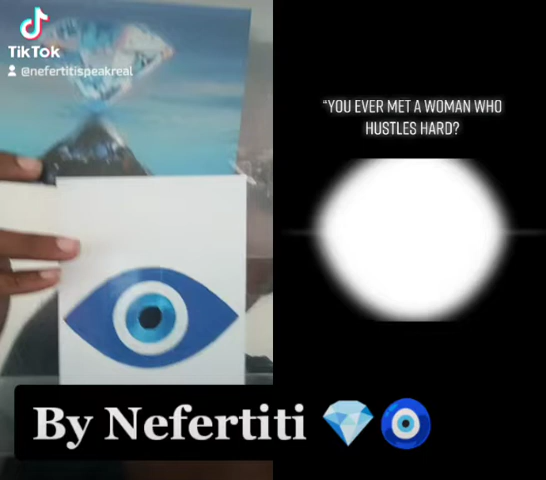 TikTok
@nefertitispeakreal
“YOU EVER MET A WOMAN WHO
HUSTLES HARD?
By Nefertiti 💎🧿